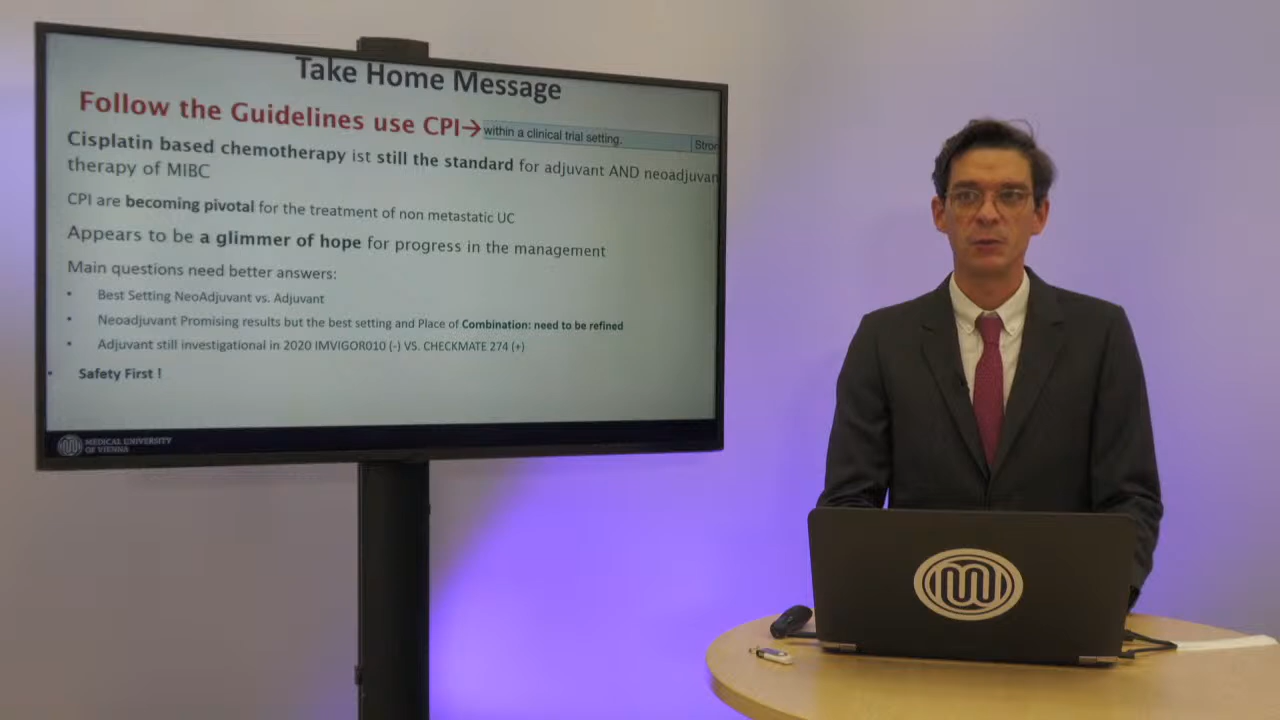 Take Home Message
Follow the Guidelines use CPI→ within a clinical trial setting. Stron
Cisplatin based chemotherapy ist still the standard for adjuvant AND neoadjuvan
therapy of MIBC
CPI are becoming pivotal for the treatment of non metastatic UC
Appears to be a glimmer of hope for progress in the management
Main questions need better answers:
• Best Setting NeoAdjuvant vs. Adjuvant
• Neoadjuvant Promising results but the best setting and Place of Combination: need to be refined
• Adjuvant still investigational in 2020 IMVIGOR010 (-) VS. CHECKMATE 274 (+)
• Safety First !
MEDICAL UNIVERSITY
OF VIENNA